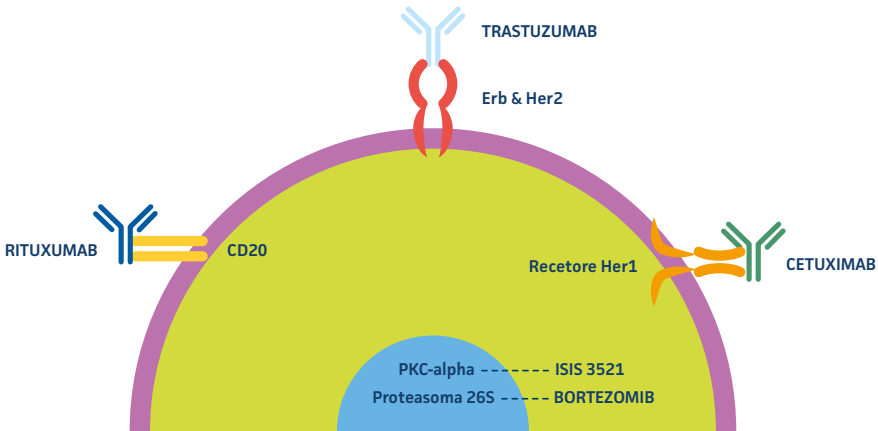 TRASTUZUMAB
Erb & Her2
RITUXUMAB
CD20
Recetore Her1
CETUXIMAB
PKC-alpha ISIS 3521
Proteasoma 26S BORTEZOMIB